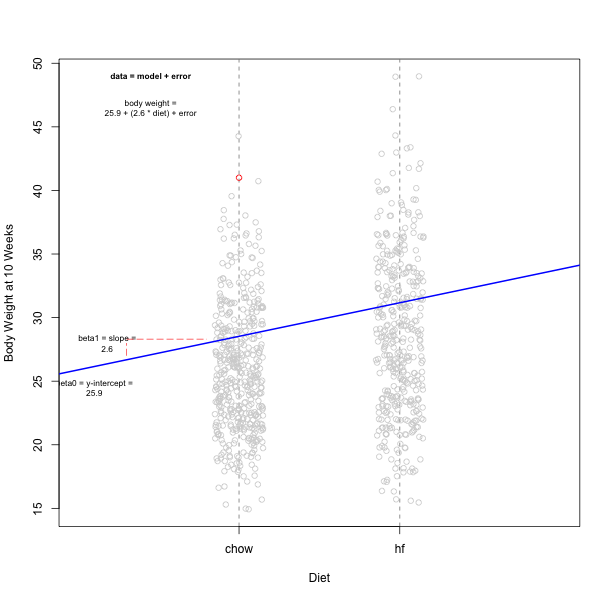 data = model + error
body weight =
25.9 + (2.6 * diet) + error
beta1 = slope =
2.6
eta0 = y-intercept =
25.9
Body Weight at 10 Weeks
50
45
40
35
30
25
20
15
chow hf
Diet